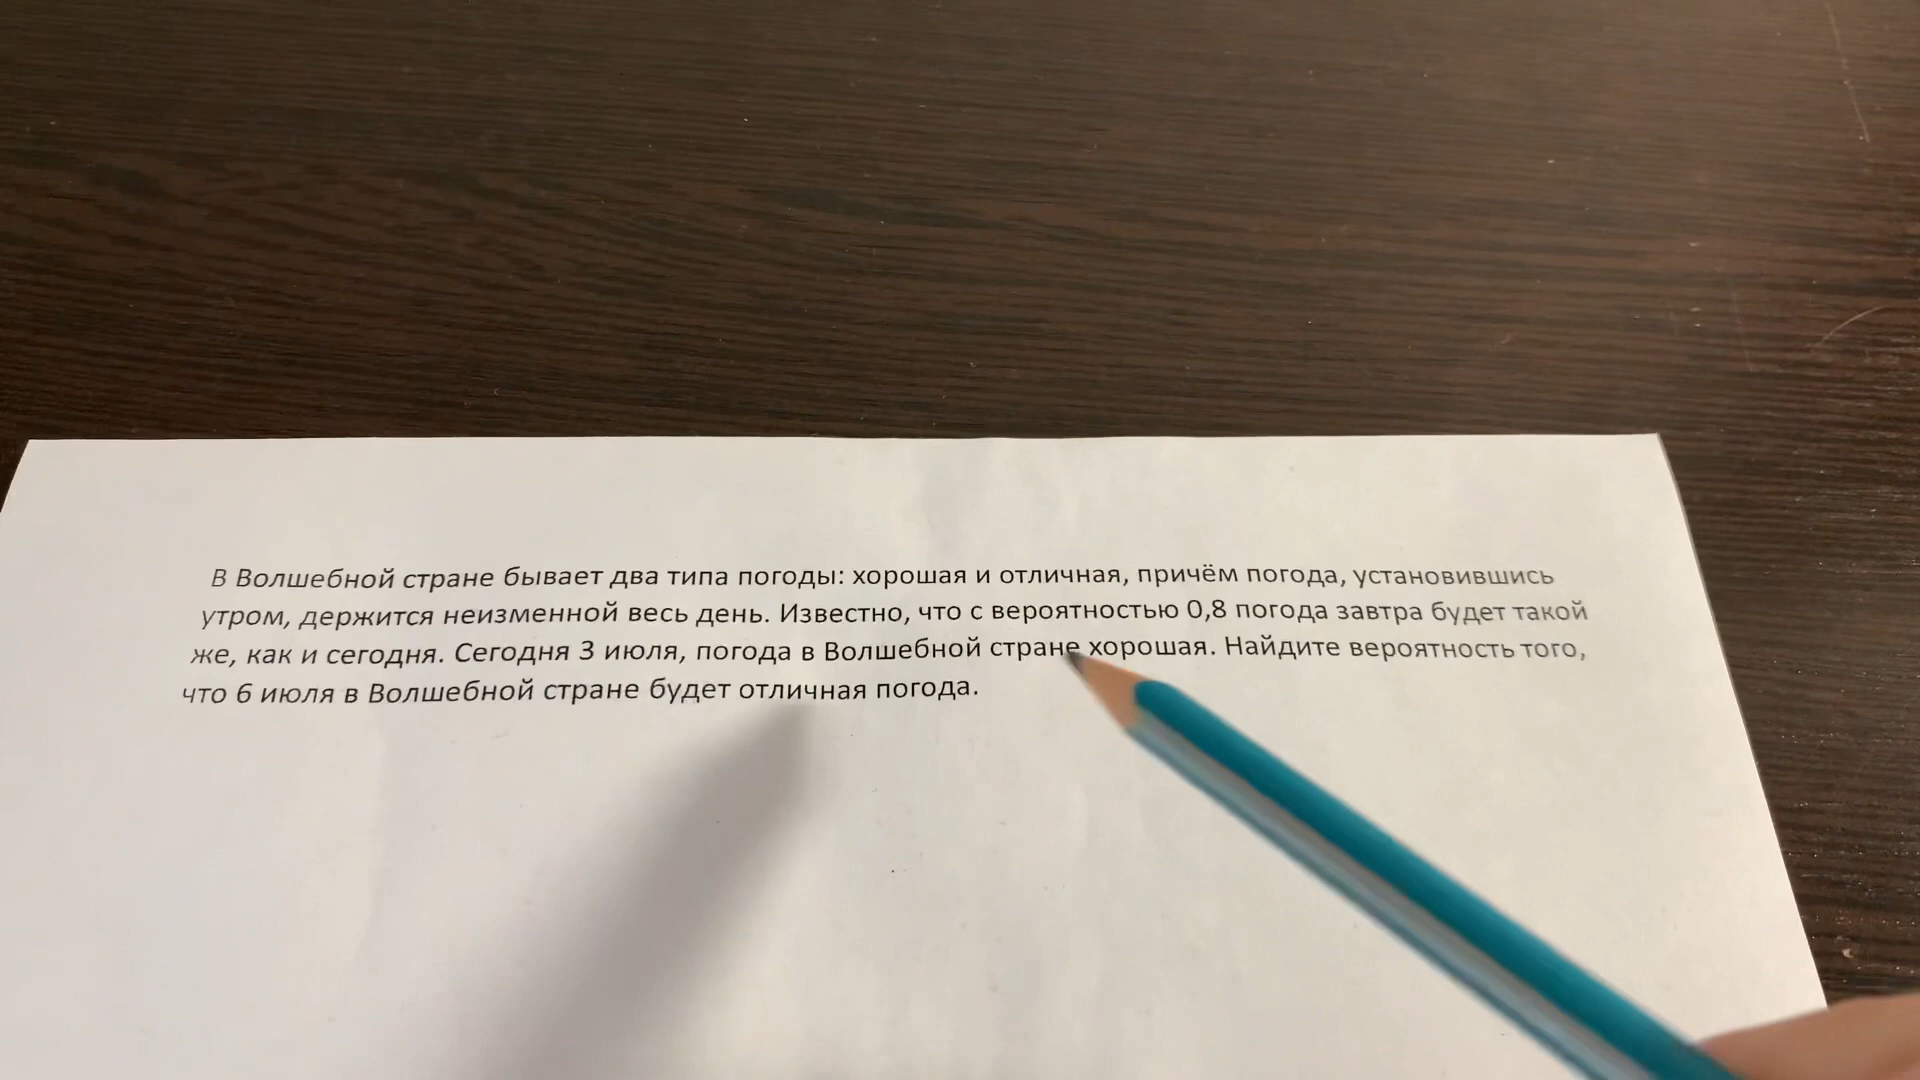 В Волшебной стране бывает два типа погоды: хорошая и отличная, причём погода, установившись
утром, держится неизменной весь день. Известно, что с вероятностью 0,8 погода завтра будет такой
же, как и сегодня. Сегодня 3 июля, погода в Волшебной стране хорошая. Найдите вероятность того,
что 6 июля в Волшебной стране будет отличная погода.